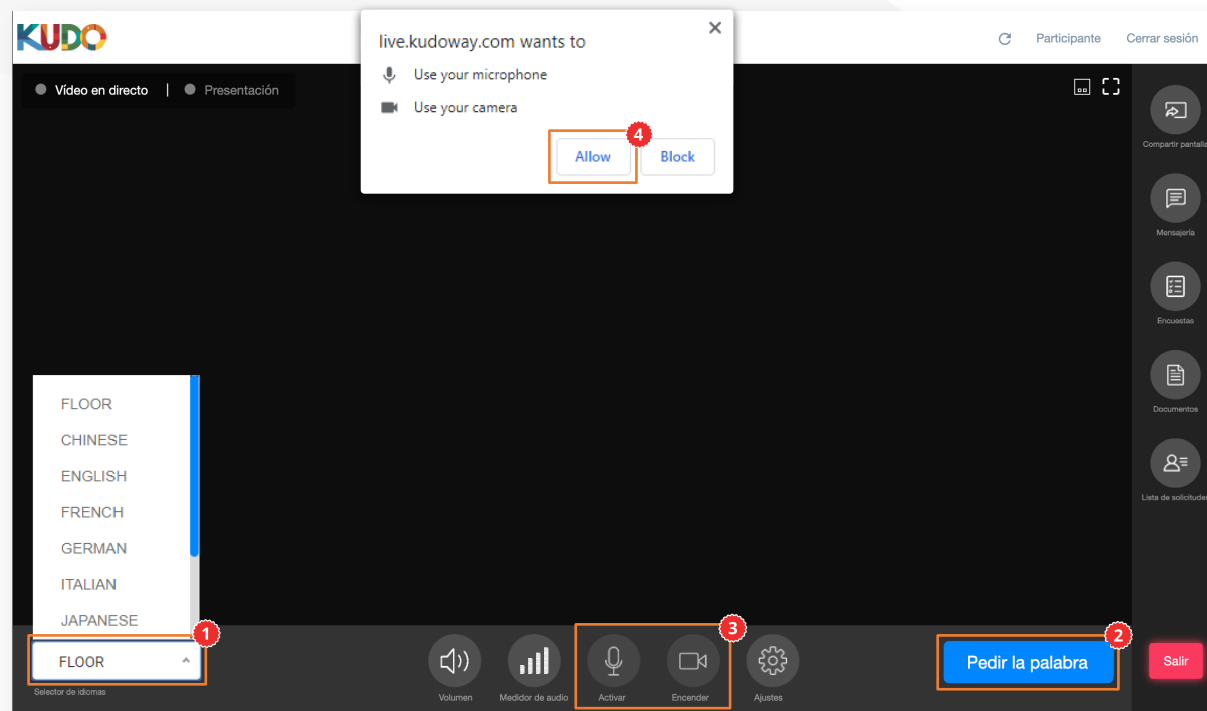 KUDO
live.kudoway.com wants to
Use your microphone
Use your camera
4
Allow
Block
Participante
Cerrar sesión
Vídeo en directo | Presentación
Compartir pantalla
Mensajería
Encuestas
Documentos
Lista de solicitudes
FLOOR
CHINESE
ENGLISH
FRENCH
GERMAN
ITALIAN
JAPANESE
1
FLOOR
Selector de idiomas
Volumen
Medidor de audio
3
Activar
Encender
Ajustes
2
Pedir la palabra
Salir